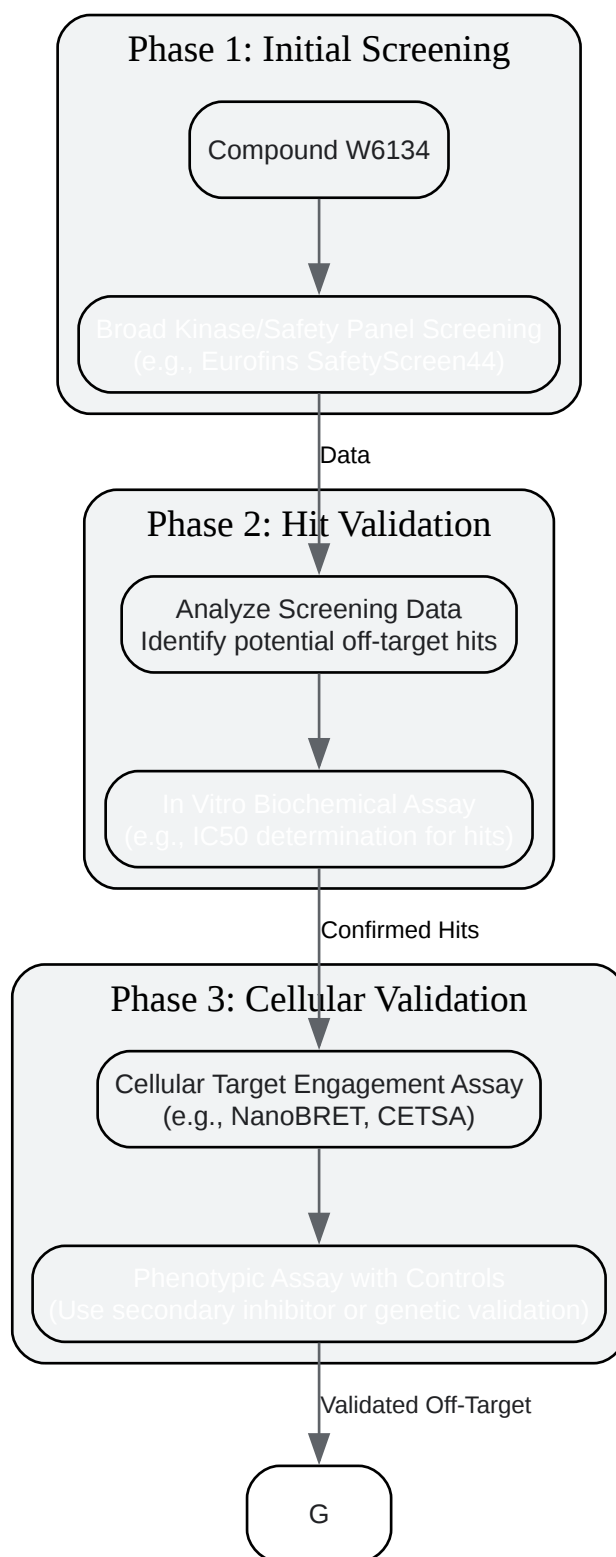 Phase 1: Initial Screening
Compound W6134
Broad Kinase/Safety Panel Screening
(e.g., Eurofins SafetyScreen44)
Data
Phase 2: Hit Validation
Analyze Screening Data
Identify potential off-target hits
In Vitro Biochemical Assay
(e.g., IC50 determination for hits)
Confirmed Hits
Phase 3: Cellular Validation
Cellular Target Engagement Assay
(e.g., NanoBRET, CETSA)
Phenotypic Assay with Controls
(Use secondary inhibitor or genetic validation)
Validated Off-Target
G